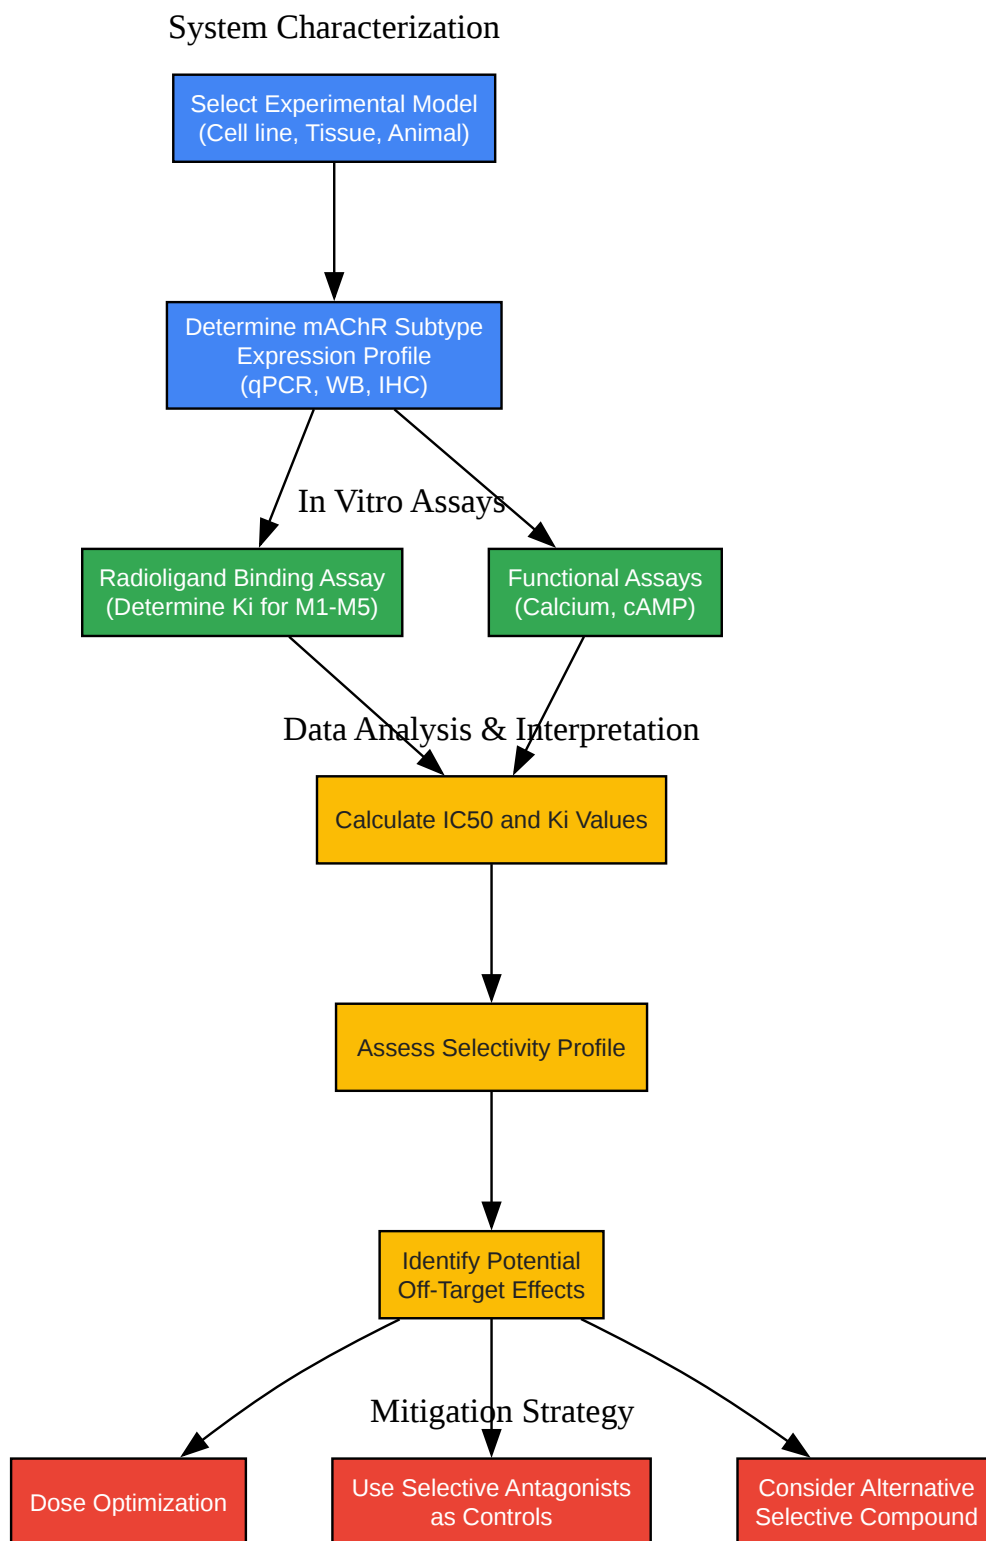 System Characterization
Select Experimental Model
(Cell line, Tissue, Animal)
Determine mAChR Subtype
Expression Profile
(qPCR, WB, IHC)
In Vitro Assays
Radioligand Binding Assay
(Determine Ki for M1-M5)
Functional Assays
(Calcium, cAMP)
Data Analysis & Interpretation
Calculate IC50 and Ki Values
Assess Selectivity Profile
Identify Potential
Off-Target Effects
Mitigation Strategy
Dose Optimization
Use Selective Antagonists
as Controls
Consider Alternative
Selective Compound